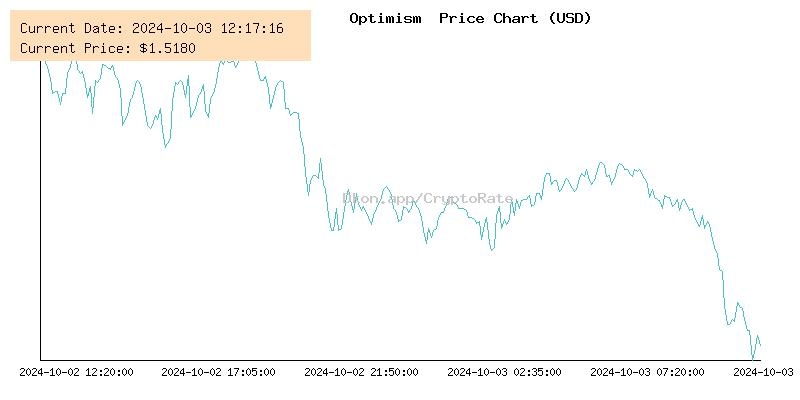 Optimism  Price Chart (USD)
Current Date: 2024-10-03 12:17:16
Current Price: $1.5180
Dhon.app/CryptoRate
2024-10-02 12:20:00 2024-10-02 17:05:00 2024-10-02 21:50:00 2024-10-03 02:35:00 2024-10-03 07:20:00 2024-10-03